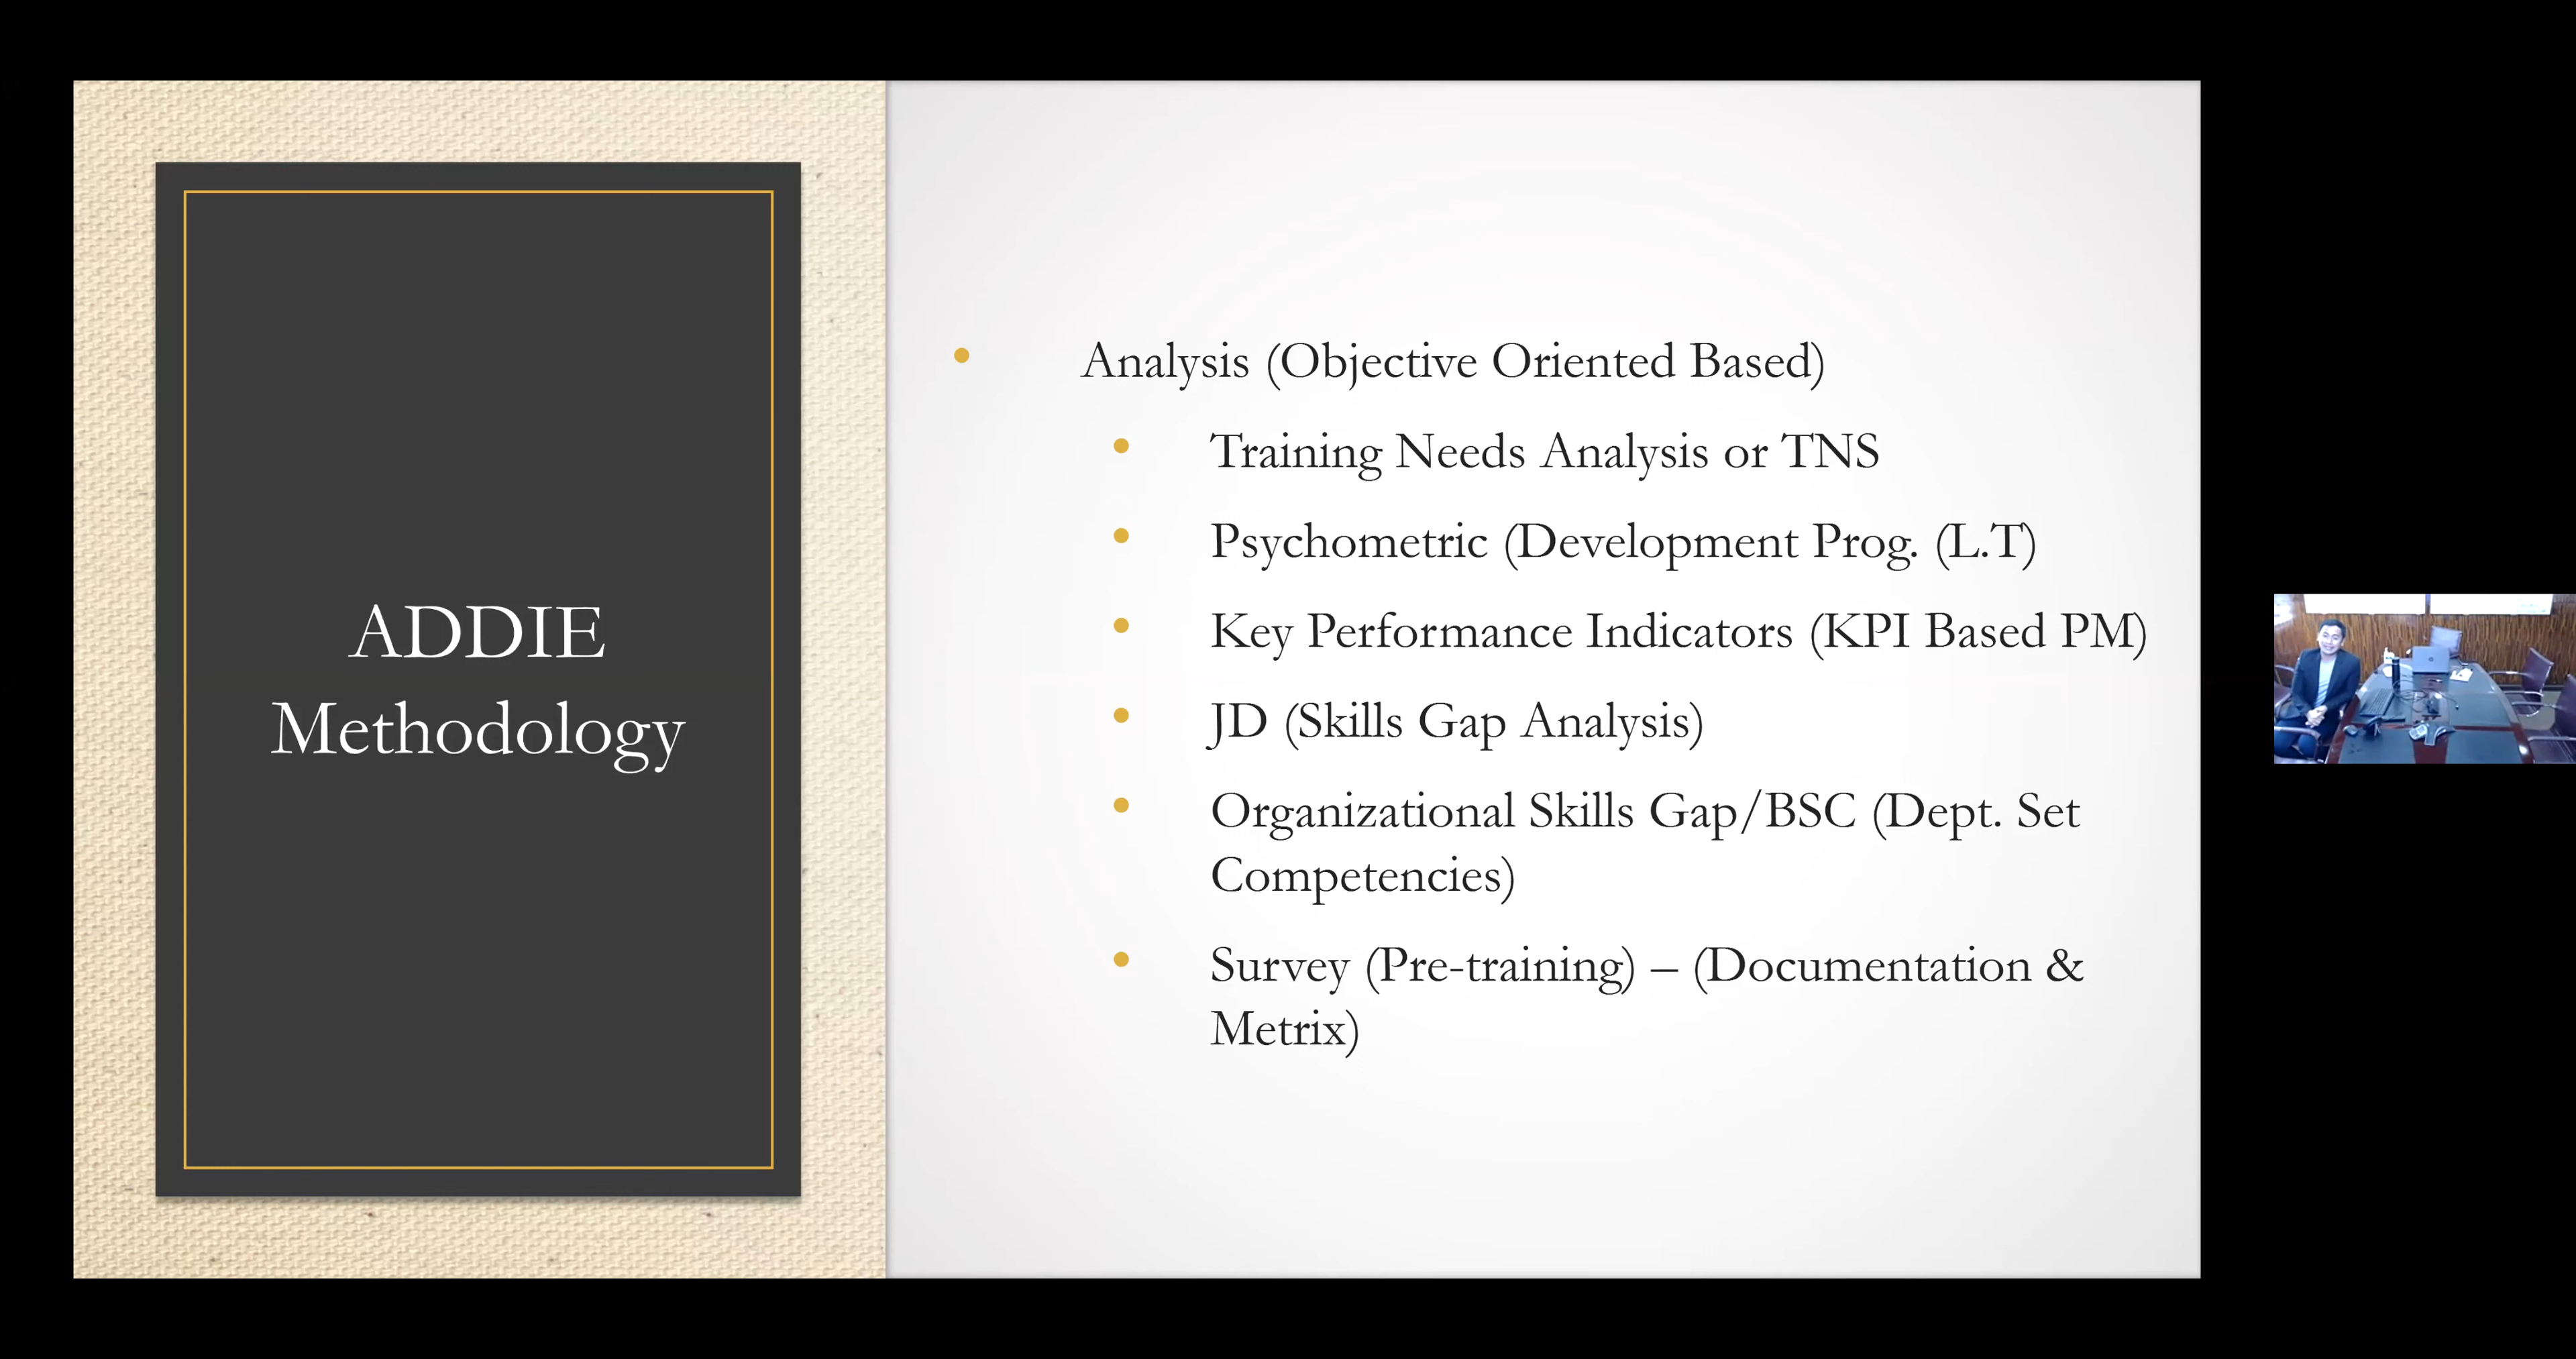 ADDIE
Methodology
Analysis (Objective Oriented Based)
Training Needs Analysis or TNS
Psychometric (Development Prog. (L.T)
Key Performance Indicators (KPI Based PM)
JD (Skills Gap Analysis)
Organizational Skills Gap/BSC (Dept. Set
Competencies)
Survey (Pre-training) – (Documentation &
Metrix)